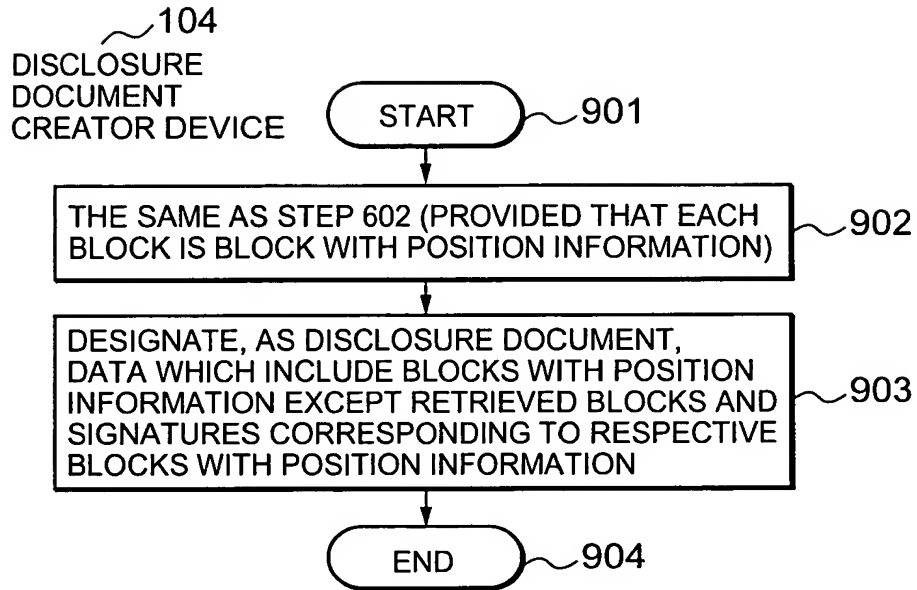 104
DISCLOSURE
DOCUMENT
CREATOR DEVICE
START
901
THE SAME AS STEP 602 (PROVIDED THAT EACH
BLOCK IS BLOCK WITH POSITION INFORMATION)
902
DESIGNATE, AS DISCLOSURE DOCUMENT,
DATA WHICH INCLUDE BLOCKS WITH POSITION
INFORMATION EXCEPT RETRIEVED BLOCKS AND
SIGNATURES CORRESPONDING TO RESPECTIVE
BLOCKS WITH POSITION INFORMATION
903
END
904